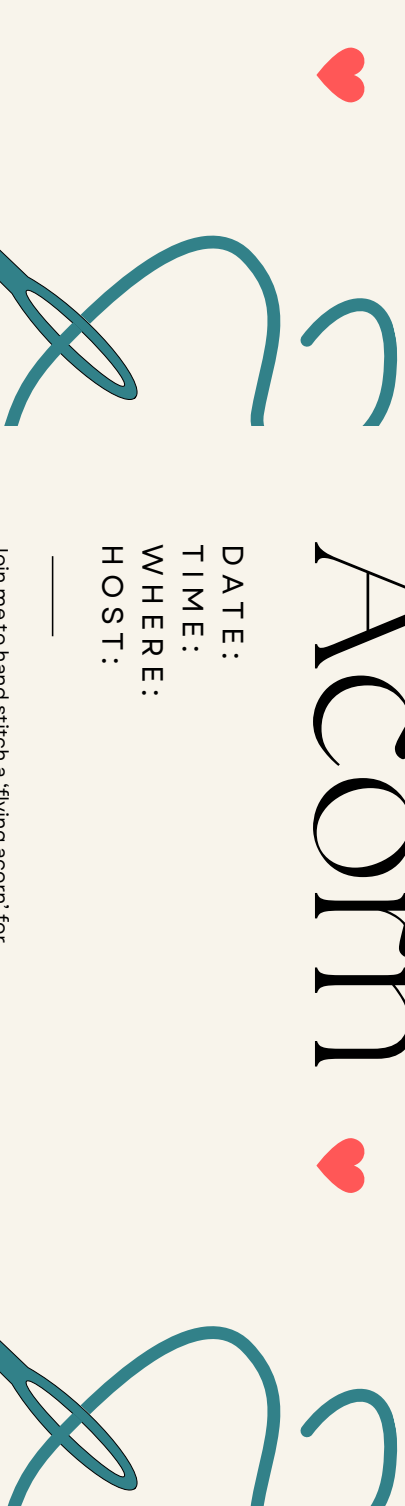 Acorn
DATE:
TIME:
WHERE:
HOST:
Join me to hand stitch a ‘flying acorn’ for